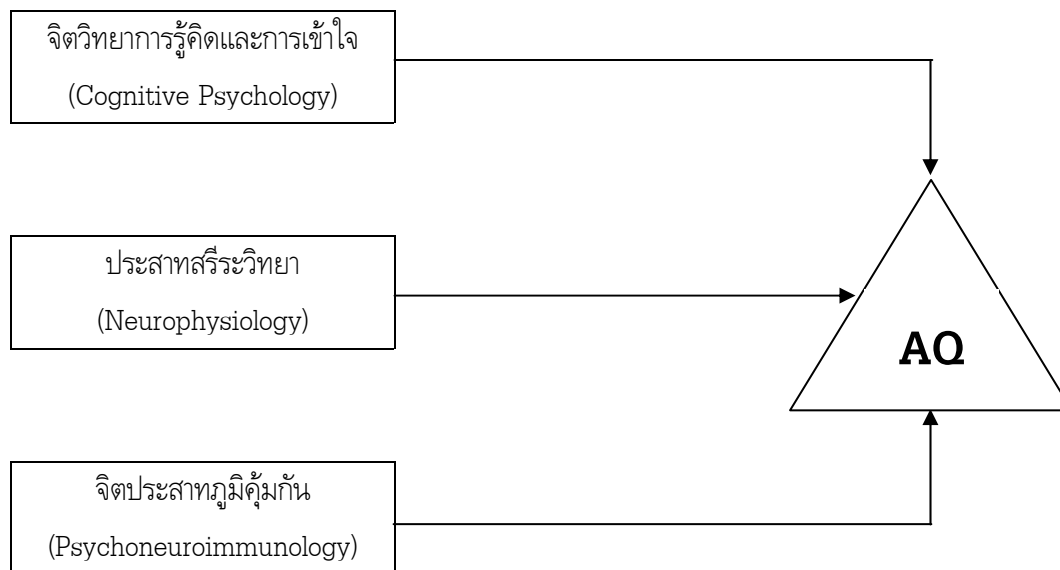 จิตวิทยาการรู้คิดและการเข้าใจ
(Cognitive Psychology)
ประสาทสรีระวิทยา
(Neurophysiology)
AQ
จิตประสาทภูมิคุ้มกัน
(Psychoneuroimmunology)